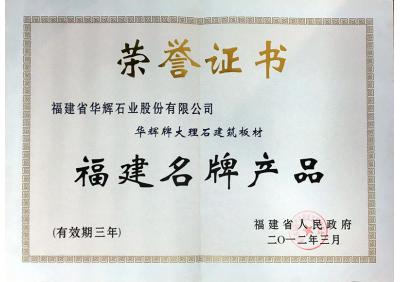 荣誉证书
福建省华辉石业股份有限公司
华辉牌大理石建筑板材
福建名牌产品
(有效期三年)
福建省人民政府
二〇一二年三月